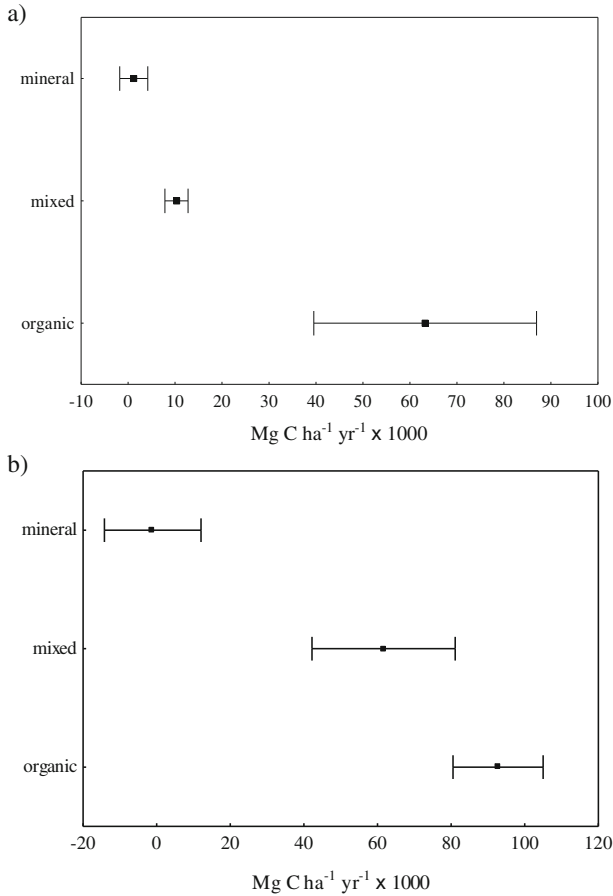 a)
mineral
mixed
organic
-10 0 10 20 30 40 50 60 70 80 90 100
Mg C ha⁻¹ yr⁻¹ x 1000
b)
mineral
mixed
organic
-20 0 20 40 60 80 100 120
Mg C ha⁻¹ yr⁻¹ x 1000